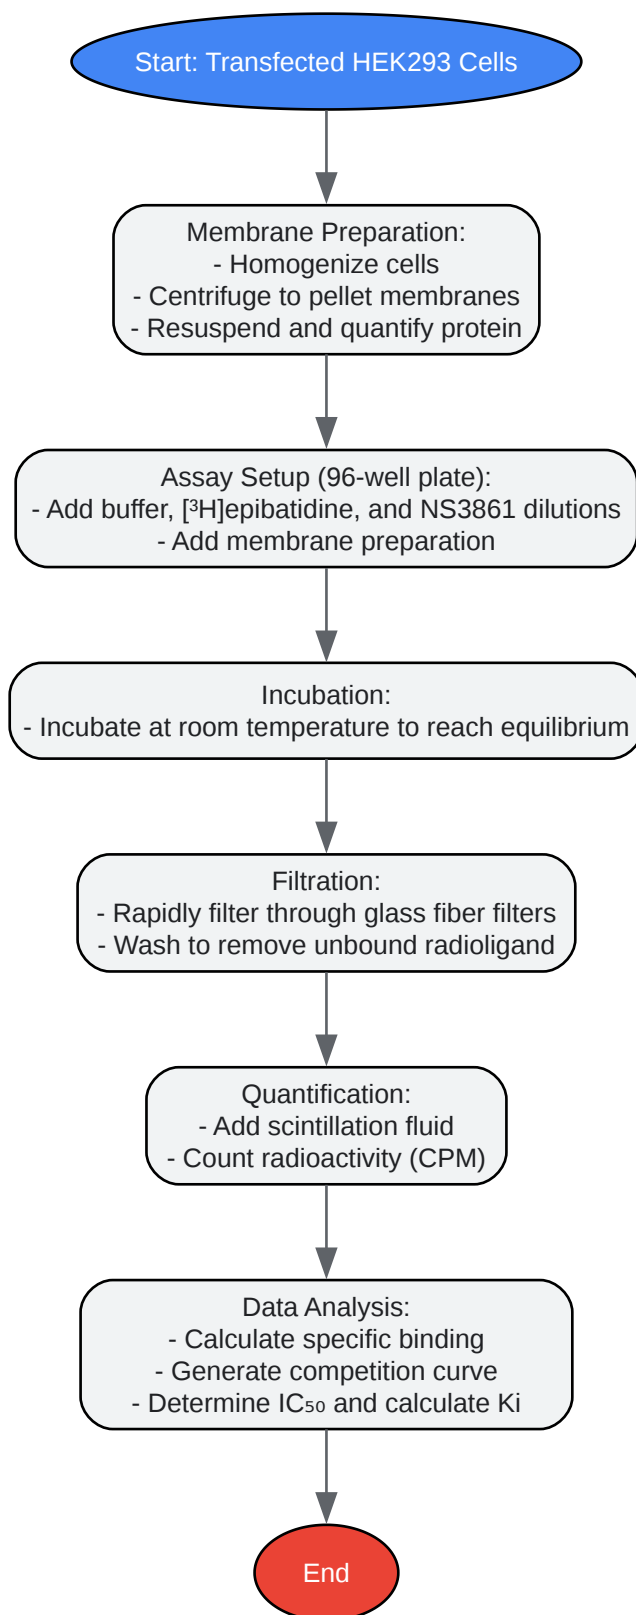 Start: Transfected HEK293 Cells
Membrane Preparation:
- Homogenize cells
- Centrifuge to pellet membranes
- Resuspend and quantify protein
Assay Setup (96-well plate):
- Add buffer, [³H]epibatidine, and NS3861 dilutions
- Add membrane preparation
Incubation:
- Incubate at room temperature to reach equilibrium
Filtration:
- Rapidly filter through glass fiber filters
- Wash to remove unbound radioligand
Quantification:
- Add scintillation fluid
- Count radioactivity (CPM)
Data Analysis:
- Calculate specific binding
- Generate competition curve
- Determine IC₅₀ and calculate Ki
End